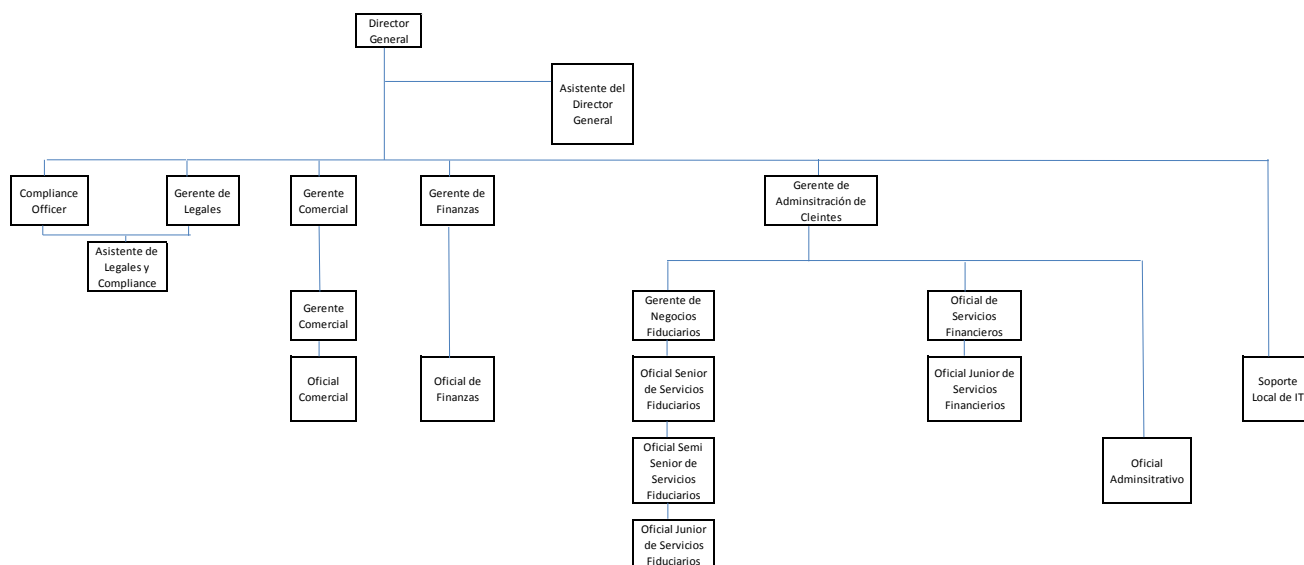 Director
General
Asistente del
Director
General
Compliance
Officer
Gerente de
Legales
Gerente
Comercial
Gerente de
Finanzas
Gerente de
Adminsitración de
Cleintes
Asistente de
Legales y
Compliance
Gerente
Comercial
Gerente de
Negocios
Fiduciarios
Oficial de
Servicios
Financieros
Oficial
Comercial
Oficial de
Finanzas
Oficial Senior
de Servicios
Fiduciarios
Oficial Junior de
Servicios
Financierios
Soporte
Local de IT
Oficial Semi
Senior de
Servicios
Fiduciarios
Oficial
Adminsitrativo
Oficial Junior
de Servicios
Fiduciarios